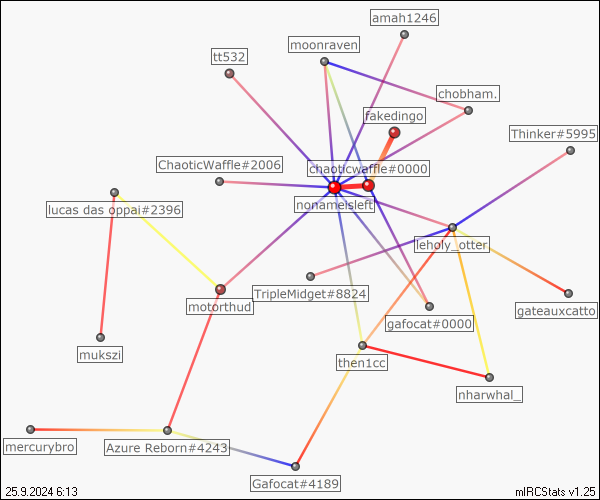 amah1246
moonraven
tt532
chobham.
fakedingo
Thinker#5995
ChaoticWaffle#2006
chaoticwaffle#0000
lucas das oppai#2396
nonameisleft
leholy_otter
TripleMidget#8824
motorthud
gafocat#0000
gateauxcatto
mukszi
then1cc
nharwhal_
mercurybro
Azure Reborn#4243
Gafocat#4189
25.9.2024 6:13
mIRCStats v1.25